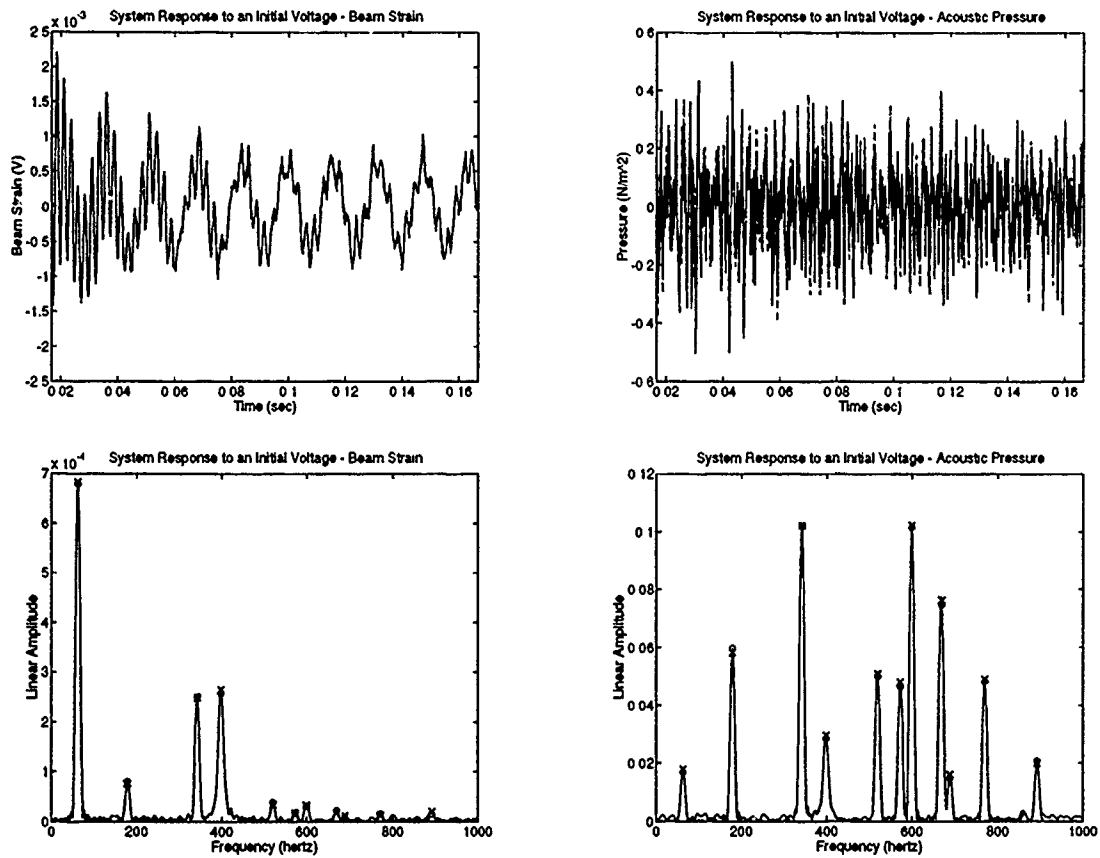 System Response to an Initial Voltage - Beam Strain
2 5 x 10^-3
2
1.5
1
0.5
0
-0 5
-1
-1 5
-2
-2 5
Beam Strain (V)
0 02 0 04 0 06 0 08 0 1 0 12 0 14 0 16
Time (sec)
System Response to an Initial Voltage - Acoustic Pressure
0 6
0 4
0 2
0
-0 2
-0 4
-0 6
Pressure (N/m^2)
0 02 0 04 0 06 0 08 0 1 0 12 0 14 0 16
Time (sec)
System Response to an Initial Voltage - Beam Strain
7 x 10^-4
6
5
4
3
2
1
0
Linear Amplitude
0 200 400 600 800 1000
Frequency (hertz)
System Response to an Initial Voltage - Acoustic Pressure
0 12
0 1
0 08
0 06
0 04
0 02
0
Linear Amplitude
0 200 400 600 800 1000
Frequency (hertz)